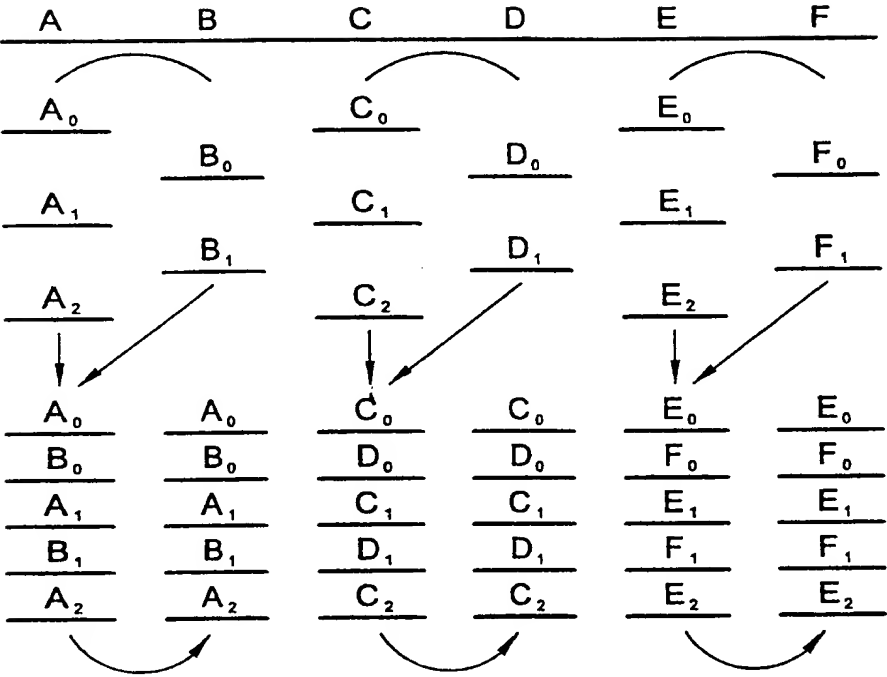 A B C D E F
A₀ C₀ E₀
B₀ D₀ F₀
A₁ C₁ E₁
B₁ D₁ F₁
A₂ C₂ E₂
A₀ A₀ C₀ C₀ E₀ E₀
B₀ B₀ D₀ D₀ F₀ F₀
A₁ A₁ C₁ C₁ E₁ E₁
B₁ B₁ D₁ D₁ F₁ F₁
A₂ A₂ C₂ C₂ E₂ E₂